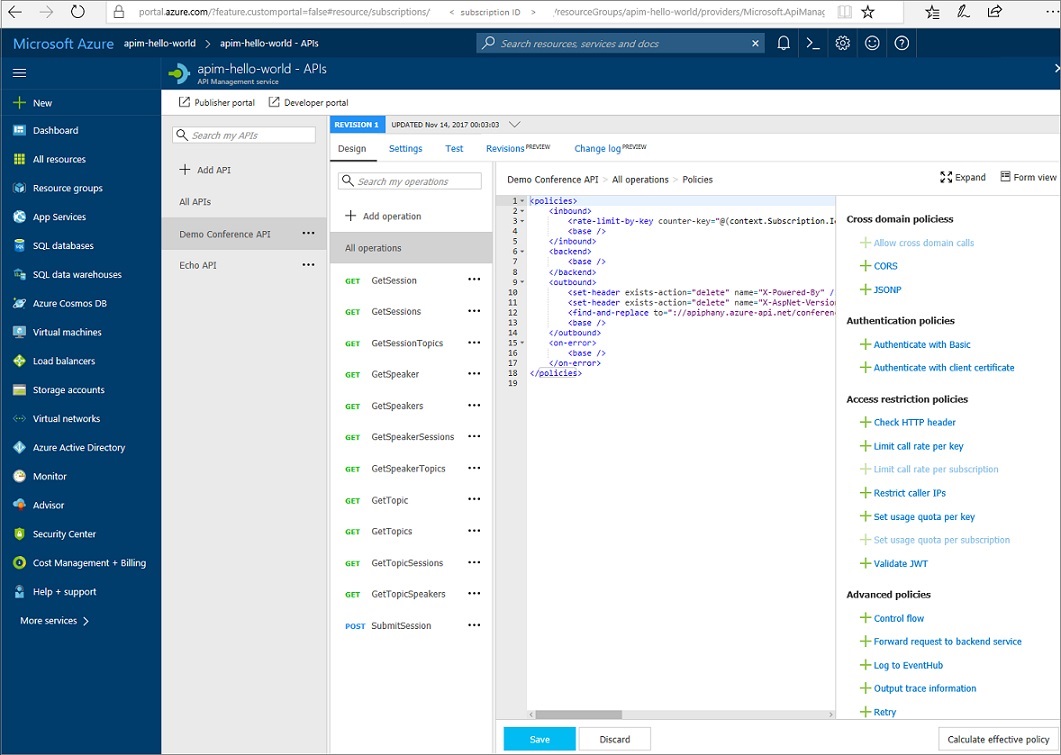 portal.azure.com/?feature.customportal=false#resource/subscriptions/ < subscription ID > /resourceGroups/apim-hello-world/providers/Microsoft.ApiManag
Microsoft Azure apim-hello-world > apim-hello-world - APIs
Search resources, services and docs
apim-hello-world - APIs
API Management service
Publisher portal Developer portal
New
Dashboard
All resources
Resource groups
App Services
SQL databases
SQL data warehouses
Azure Cosmos DB
Virtual machines
Load balancers
Storage accounts
Virtual networks
Azure Active Directory
Monitor
Advisor
Security Center
Cost Management + Billing
Help + support
More services >
Search my APIs
Add API
All APIs
Demo Conference API
Echo API
REVISION 1 UPDATED Nov 14, 2017 00:03:03
Design Settings Test Revisions PREVIEW Change log PREVIEW
Search my operations
Add operation
All operations
GET GetSession
GET GetSessions
GET GetSessionTopics
GET GetSpeaker
GET GetSpeakers
GET GetSpeakerSessions
GET GetSpeakerTopics
GET GetTopic
GET GetTopics
GET GetTopicSessions
GET GetTopicSpeakers
POST SubmitSession
Demo Conference API > All operations > Policies
Expand Form view
1 <policies>
2 <inbound>
3 <rate-limit-by-key counter-key="@(context.Subscription.Id
4 <base />
5 </inbound>
6 <backend>
7 <base />
8 </backend>
9 <outbound>
10 <set-header exists-action="delete" name="X-Powered-By" /
11 <set-header exists-action="delete" name="X-AspNet-Version
12 <find-and-replace to="://apiphany.azure-api.net/conferenc
13 <base />
14 </outbound>
15 <on-error>
16 <base />
17 </on-error>
18 </policies>
19
Cross domain policiess
Allow cross domain calls
CORS
JSONP
Authentication policies
Authenticate with Basic
Authenticate with client certificate
Access restriction policies
Check HTTP header
Limit call rate per key
Limit call rate per subscription
Restrict caller IPs
Set usage quota per key
Set usage quota per subscription
Validate JWT
Advanced policies
Control flow
Forward request to backend service
Log to EventHub
Output trace information
Retry
Save Discard Calculate effective policy